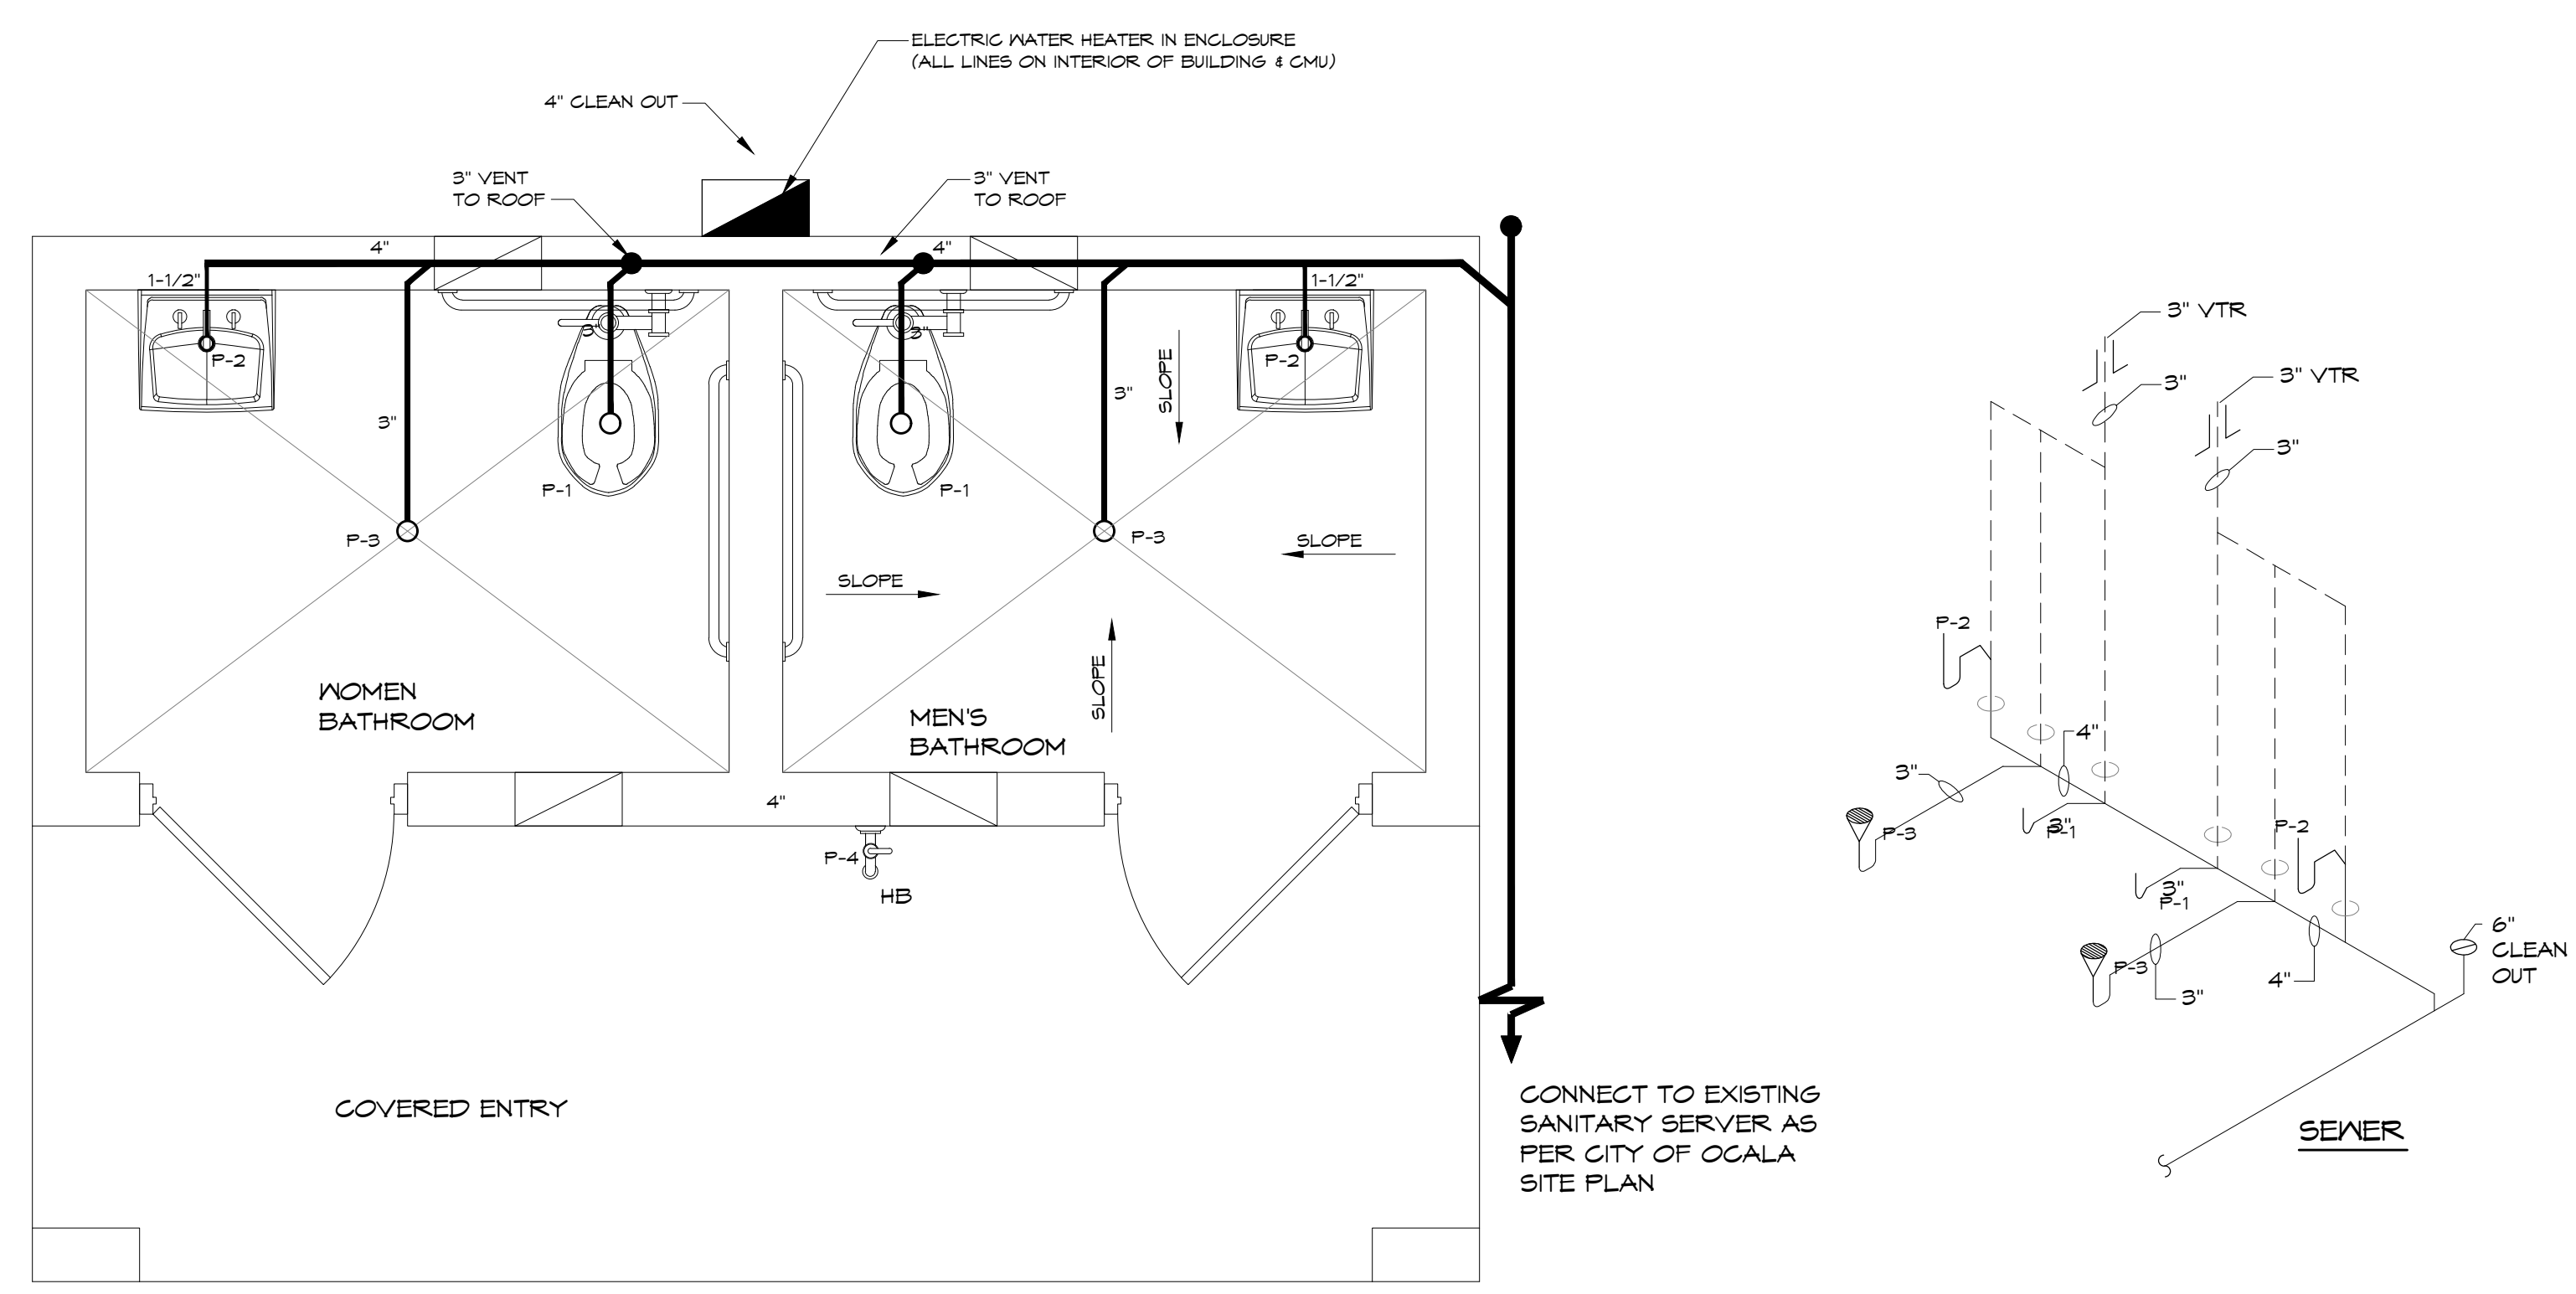 ELECTRIC WATER HEATER IN ENCLOSURE
(ALL LINES ON INTERIOR OF BUILDING & CMU)
4" CLEAN OUT
3" VENT
TO ROOF
3" VENT
TO ROOF
4"
4"
1-1/2"
1-1/2"
P-2
3"
3"
P-2
SLOPE
3"
3"
P-1
P-1
P-3
P-3
SLOPE
SLOPE
SLOPE
WOMEN
BATHROOM
MEN'S
BATHROOM
4"
P-4
HB
COVERED ENTRY
CONNECT TO EXISTING
SANITARY SERVER AS
PER CITY OF OCALA
SITE PLAN
3" VTR
3"
3" VTR
3"
P-2
4"
3"
P-3
3"
P-1
P-2
3"
P-1
P-3
3"
4"
6"
CLEAN
OUT
SEWER